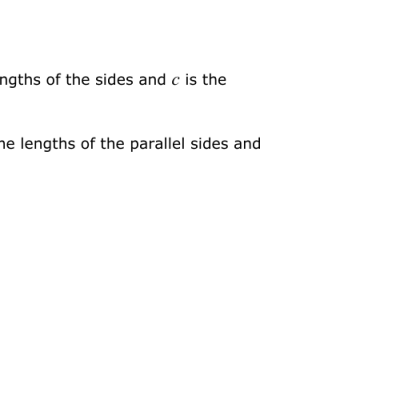 ngths of the sides and c is the
he lengths of the parallel sides and